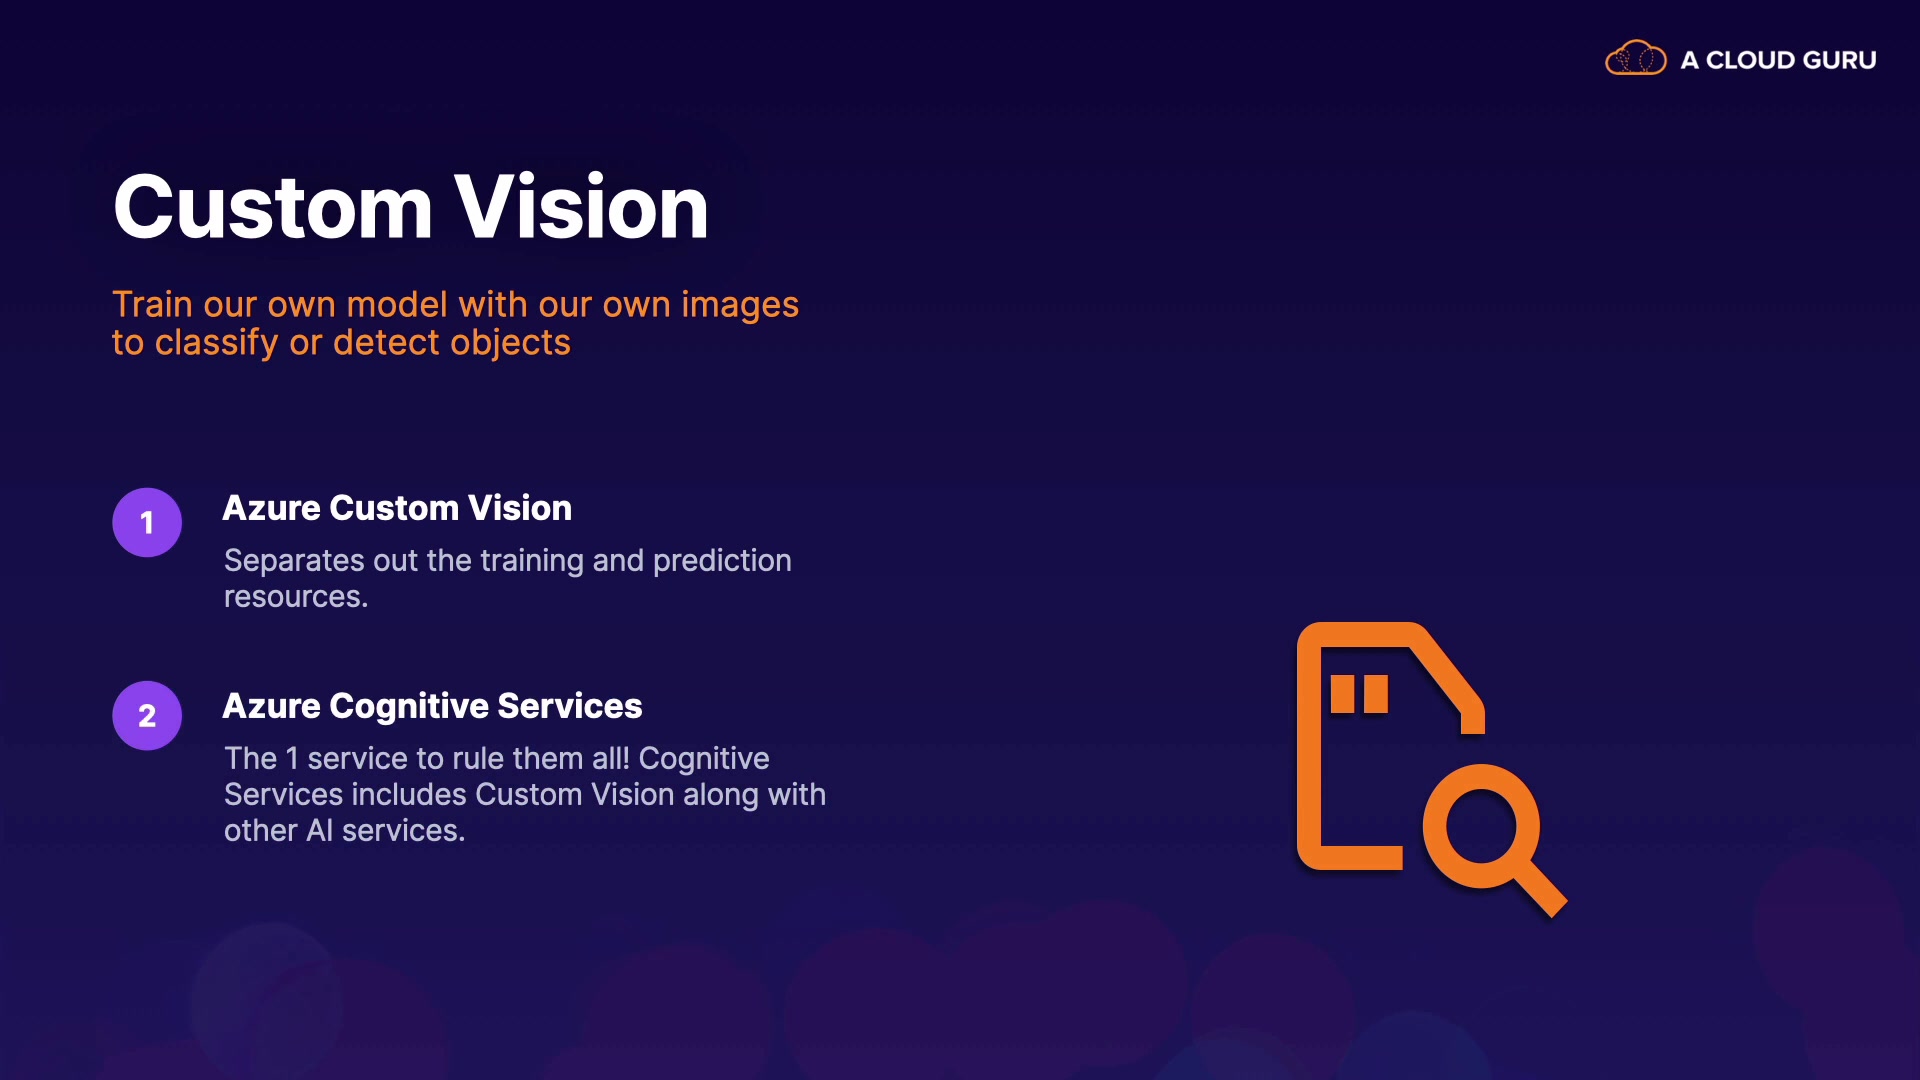 A CLOUD GURU
Custom Vision
Train our own model with our own images
to classify or detect objects
1
Azure Custom Vision
Separates out the training and prediction
resources.
2
Azure Cognitive Services
The 1 service to rule them all! Cognitive
Services includes Custom Vision along with
other AI services.